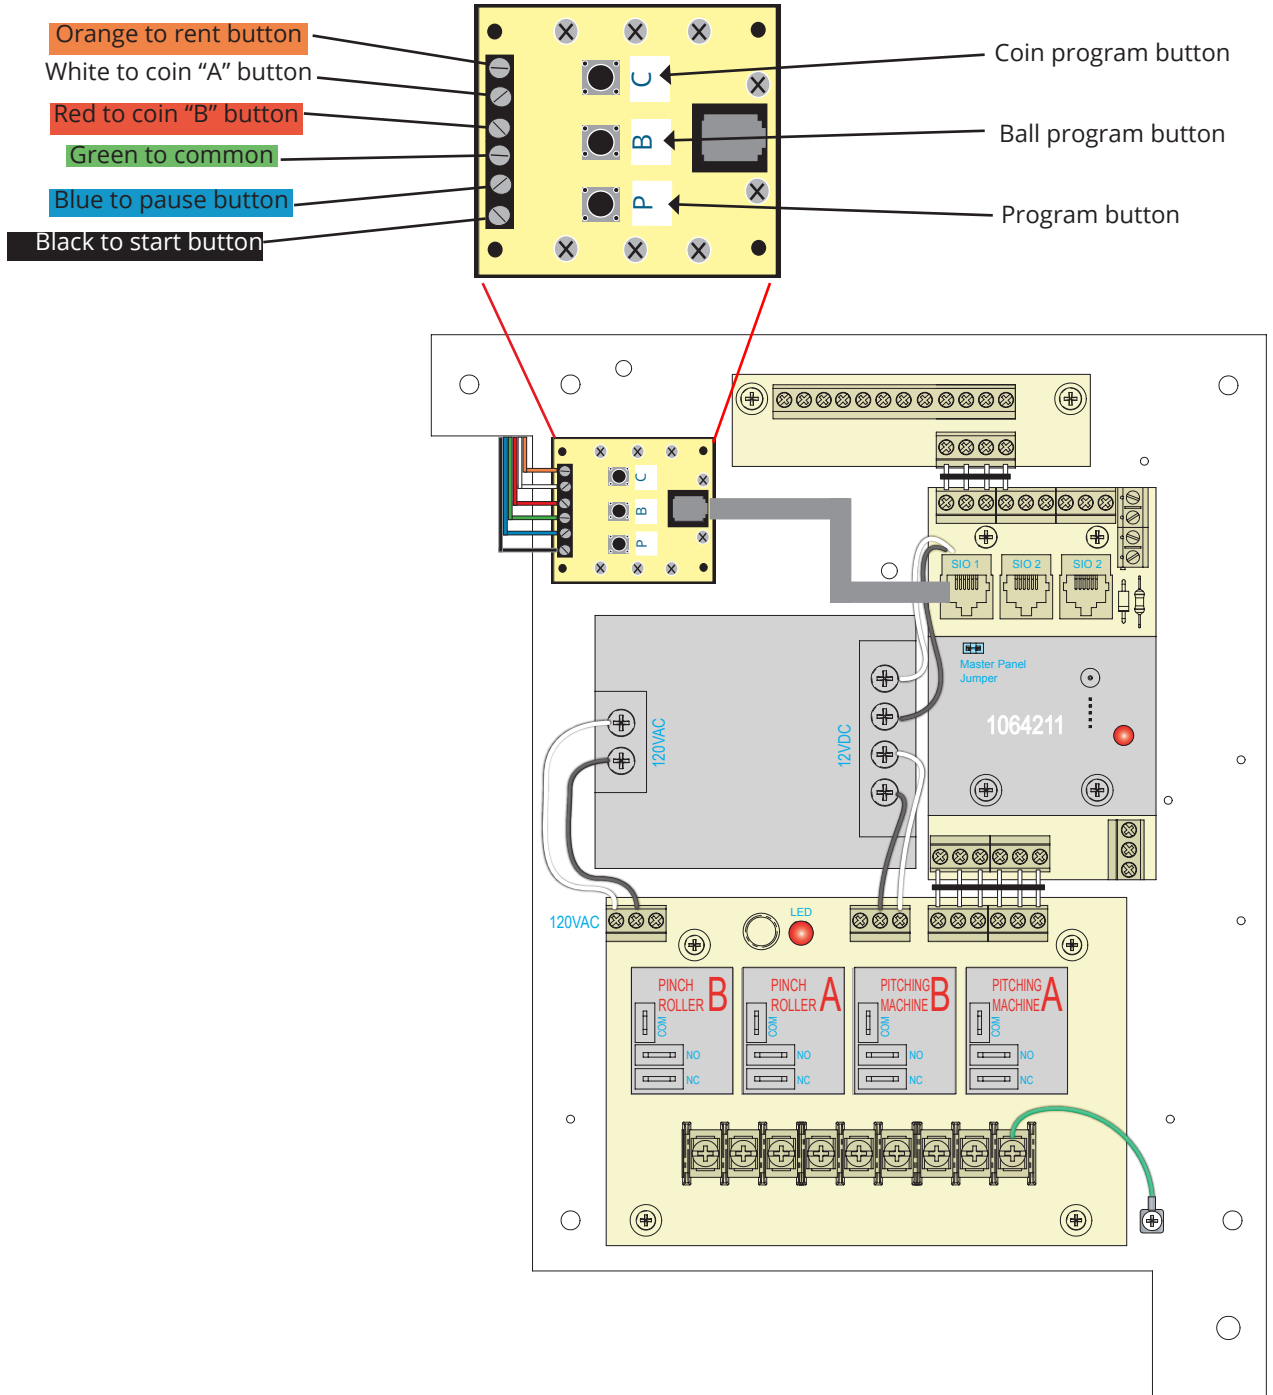 Orange to rent button
White to coin “A” button
Red to coin “B” button
Green to common
Blue to pause button
Black to start button
C
B
P
Coin program button
Ball program button
Program button
C
B
P
SIO 1
SIO 2
SIO 2
Master Panel
Jumper
1064211
120VAC
12VDC
120VAC
LED
PINCH
ROLLER B
COM
NO
NC
PINCH
ROLLER A
COM
NO
NC
PITCHING
MACHINE B
COM
NO
NC
PITCHING
MACHINE A
COM
NO
NC